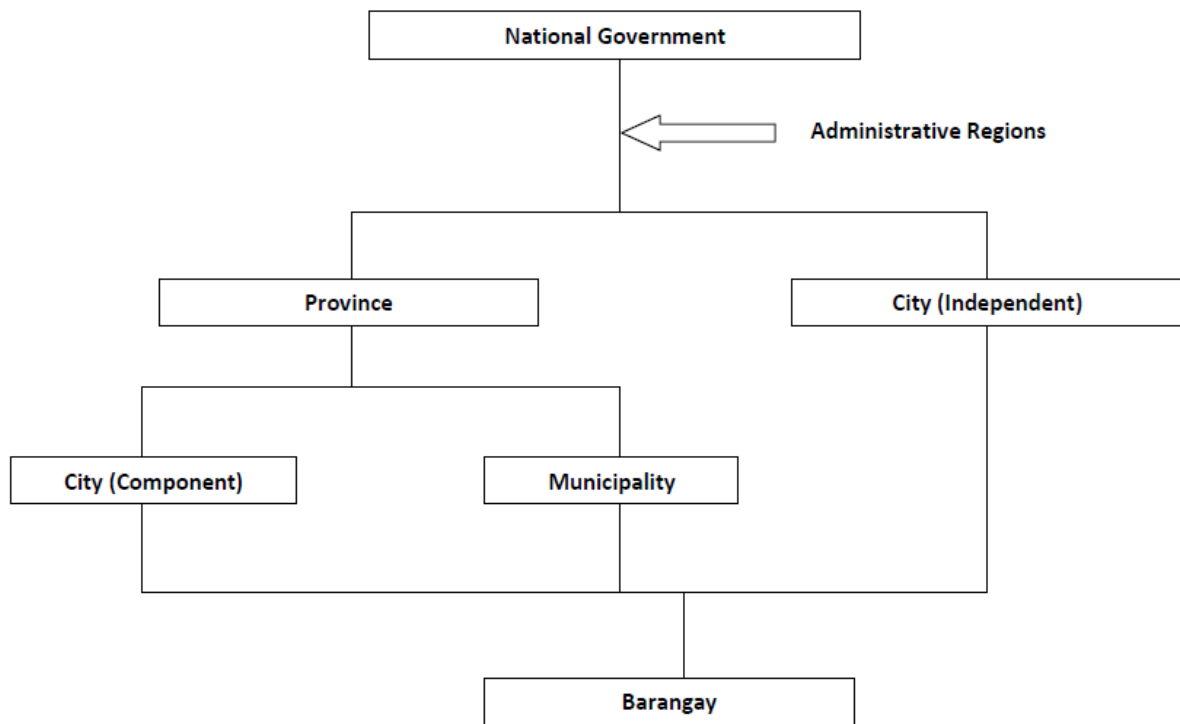 National Government
Administrative Regions
Province
City (Independent)
City (Component)
Municipality
Barangay